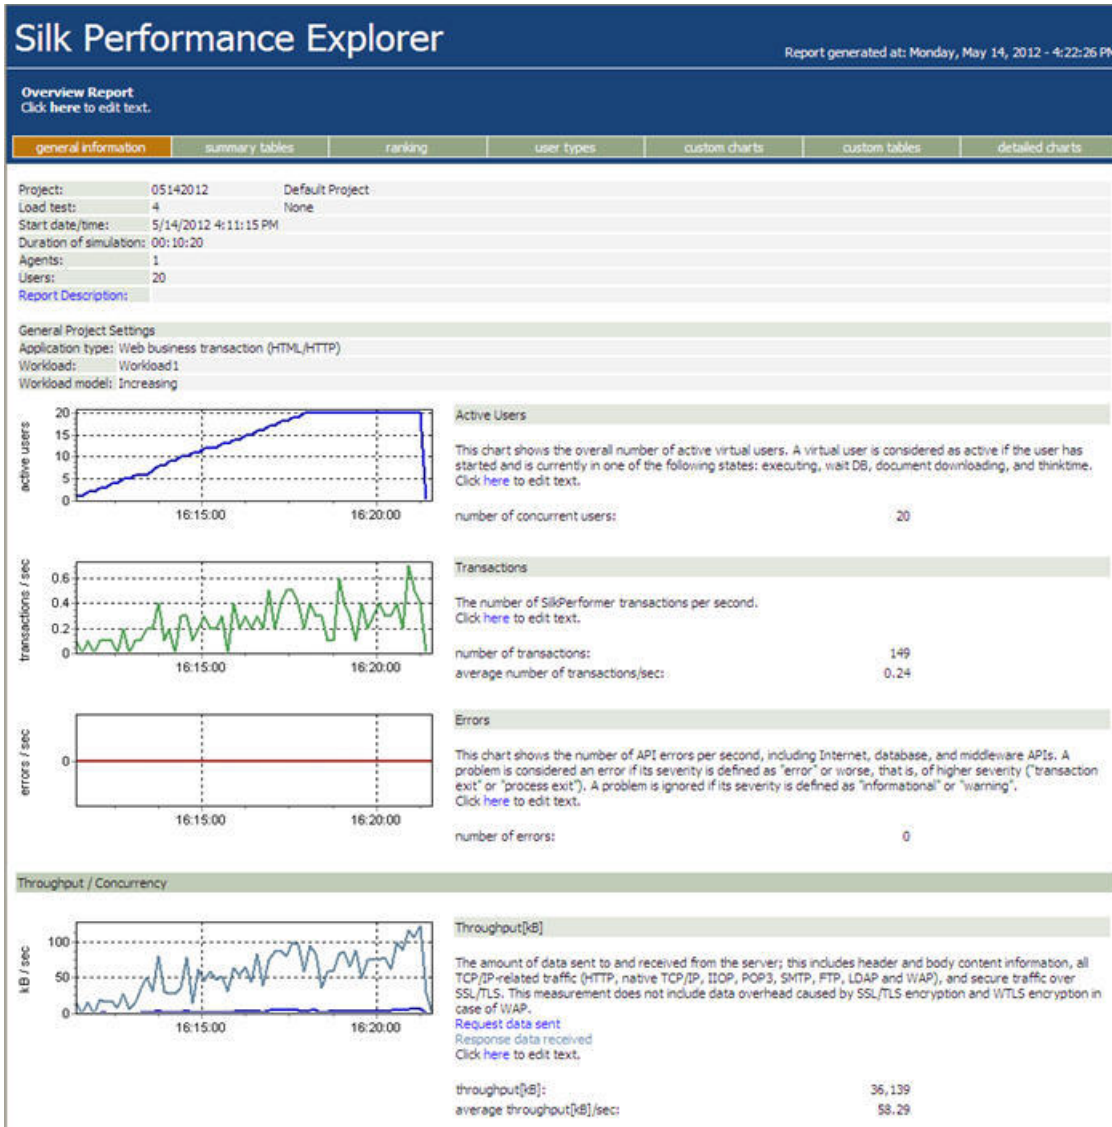 Silk Performance Explorer
Report generated at: Monday, May 14, 2012 - 4:22:26 PM
Overview Report
Click here to edit text.
general information summary tables ranking user types custom charts custom tables detailed charts
Project: 05142012 Default Project
Load test: 4 None
Start date/time: 5/14/2012 4:11:15 PM
Duration of simulation: 00:10:20
Agents: 1
Users: 20
Report Description:
General Project Settings
Application type: Web business transaction (HTML/HTTP)
Workload: Workload1
Workload model: Increasing
active users
20
15
10
5
0
16:15:00 16:20:00
Active Users
This chart shows the overall number of active virtual users. A virtual user is considered as active if the user has
started and is currently in one of the following states: executing, wait DB, document downloading, and thinktime.
Click here to edit text.
number of concurrent users: 20
transactions / sec
0.6
0.4
0.2
0
16:15:00 16:20:00
Transactions
The number of SilkPerformer transactions per second.
Click here to edit text.
number of transactions: 149
average number of transactions/sec: 0.24
errors / sec
0
16:15:00 16:20:00
Errors
This chart shows the number of API errors per second, including Internet, database, and middleware APIs. A
problem is considered an error if its severity is defined as "error" or worse, that is, of higher severity ("transaction
exit" or "process exit"). A problem is ignored if its severity is defined as "informational" or "warning".
Click here to edit text.
number of errors: 0
Throughput / Concurrency
kB / sec
100
50
0
16:15:00 16:20:00
Throughput[kB]
The amount of data sent to and received from the server; this includes header and body content information, all
TCP/IP-related traffic (HTTP, native TCP/IP, IIOP, POP3, SMTP, FTP, LDAP and WAP), and secure traffic over
SSL/TLS. This measurement does not include data overhead caused by SSL/TLS encryption and WTLS encryption in
case of WAP.
Request data sent
Response data received
Click here to edit text.
throughput[kB]: 36,139
average throughput[kB]/sec: 58.29